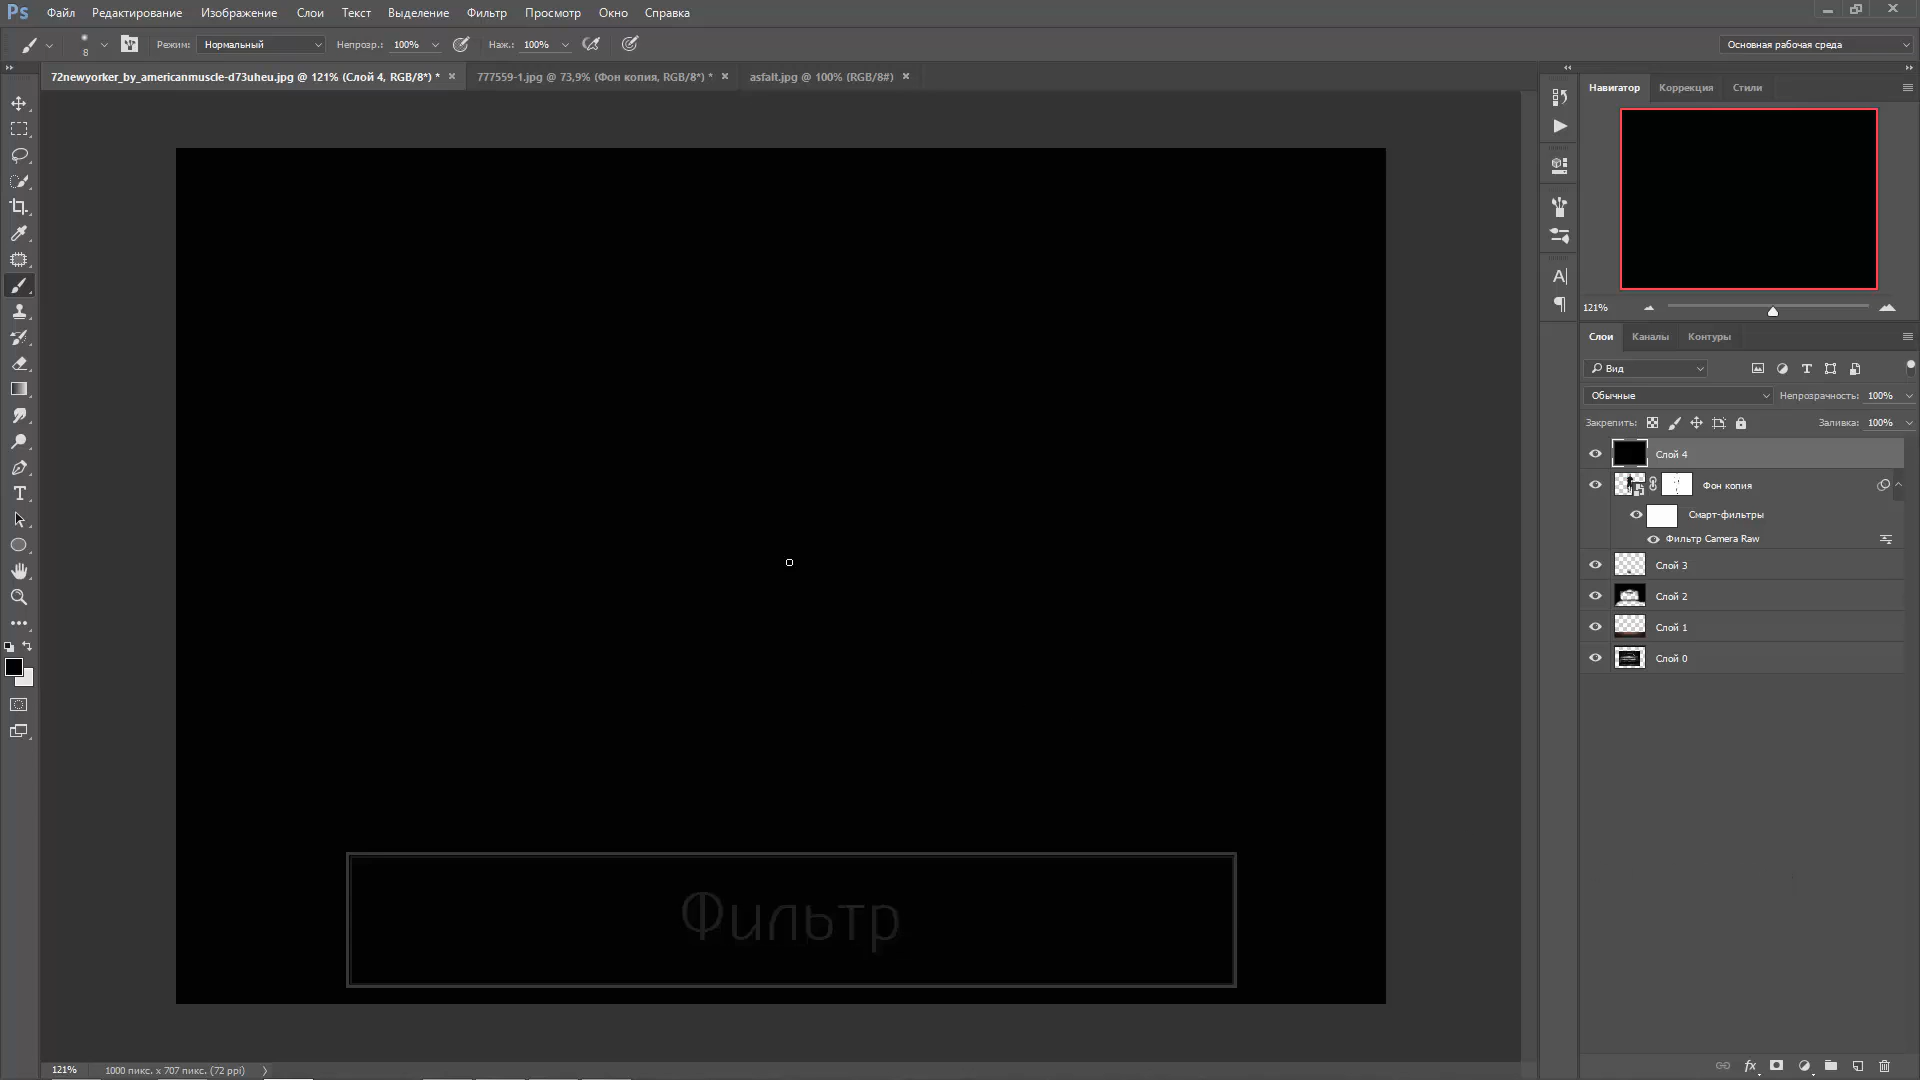 Ps Файл Редактирование Изображение Слои Текст Выделение Фильтр Просмотр Окно Справка
8 Режим: Нормальный Непрозр.: 100% Наж.: 100% Основная рабочая среда
72newyorker_by_americanmuscle-d73uheu.jpg @ 121% (Слой 4, RGB/8*) * 777559-1.jpg @ 73,9% (Фон копия, RGB/8*) * asfalt.jpg @ 100% (RGB/8#)
Навигатор Коррекция Стили
121%
Слои Каналы Контуры
Вид
Обычные Непрозрачность: 100%
Закрепить: Заливка: 100%
Слой 4
Фон копия
Смарт-фильтры
Фильтр Camera Raw
Слой 3
Слой 2
Слой 1
Слой 0
Фильтр
121% 1000 пикс. x 707 пикс. (72 ppi)